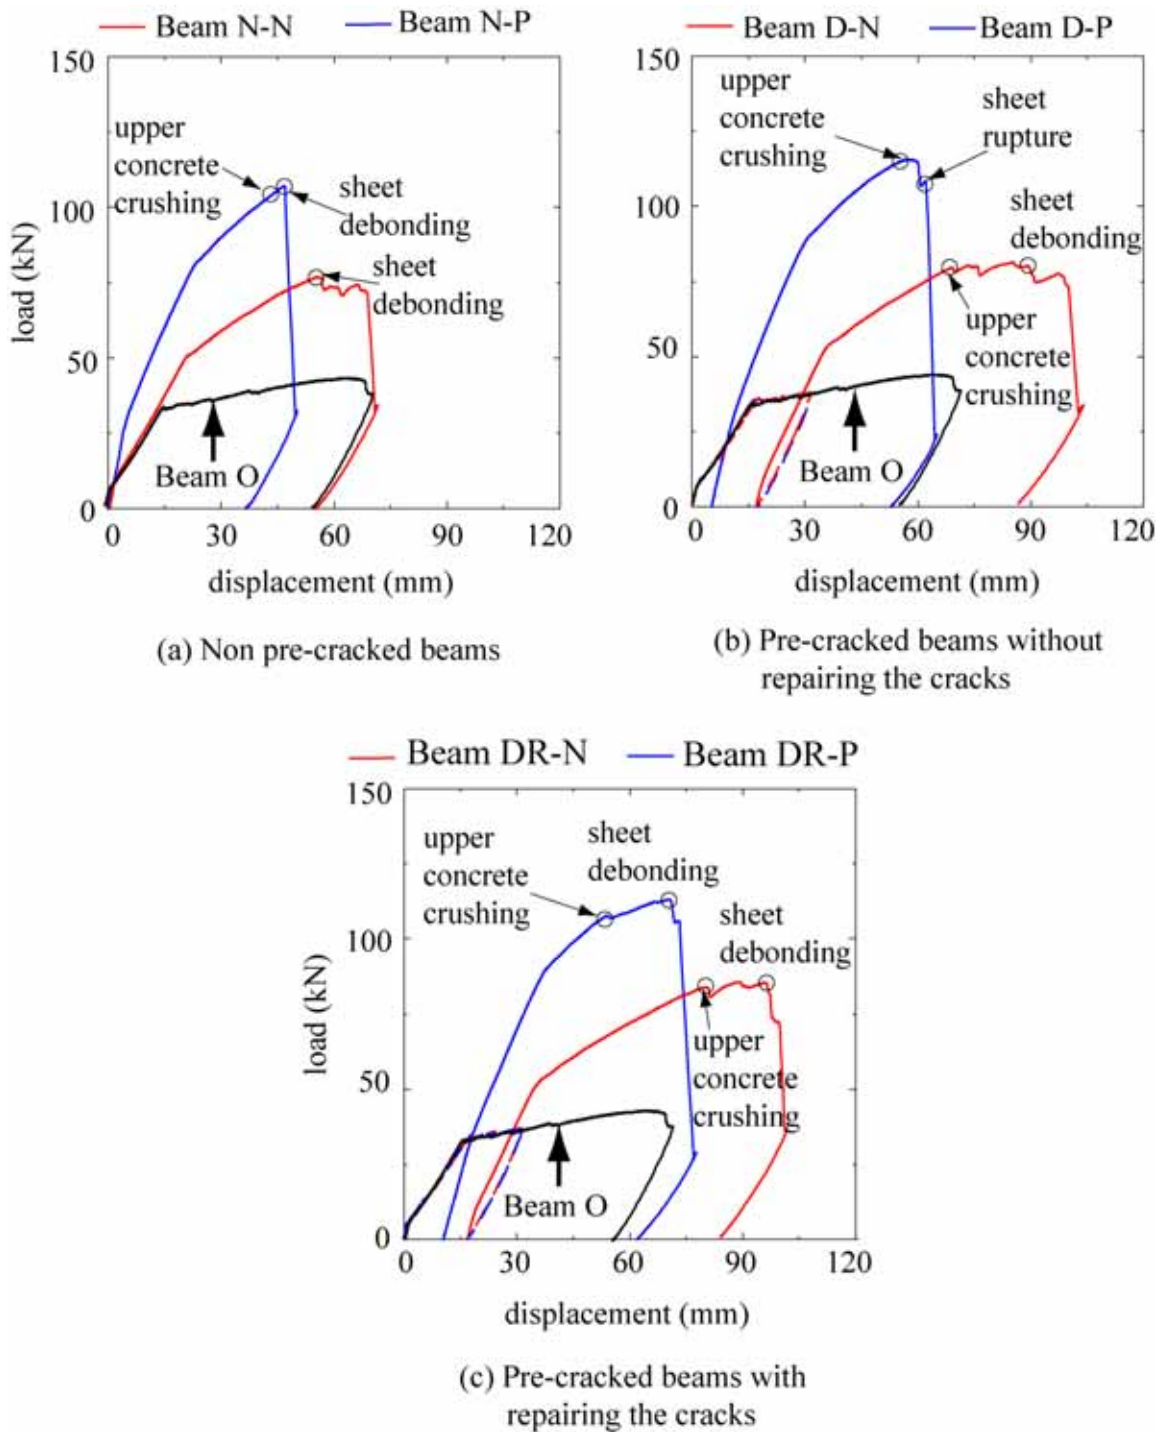 Beam N-N Beam N-P
150
100
50
0
load (kN)
upper
concrete
crushing
sheet
debonding
sheet
debonding
Beam O
0 30 60 90 120
displacement (mm)
(a) Non pre-cracked beams
Beam D-N Beam D-P
150
100
50
0
load (kN)
upper
concrete
crushing
sheet
rupture
sheet
debonding
upper
concrete
crushing
Beam O
0 30 60 90 120
displacement (mm)
(b) Pre-cracked beams without
repairing the cracks
Beam DR-N Beam DR-P
150
100
50
0
load (kN)
upper
concrete
crushing
sheet
debonding
sheet
debonding
upper
concrete
crushing
Beam O
0 30 60 90 120
displacement (mm)
(c) Pre-cracked beams with
repairing the cracks